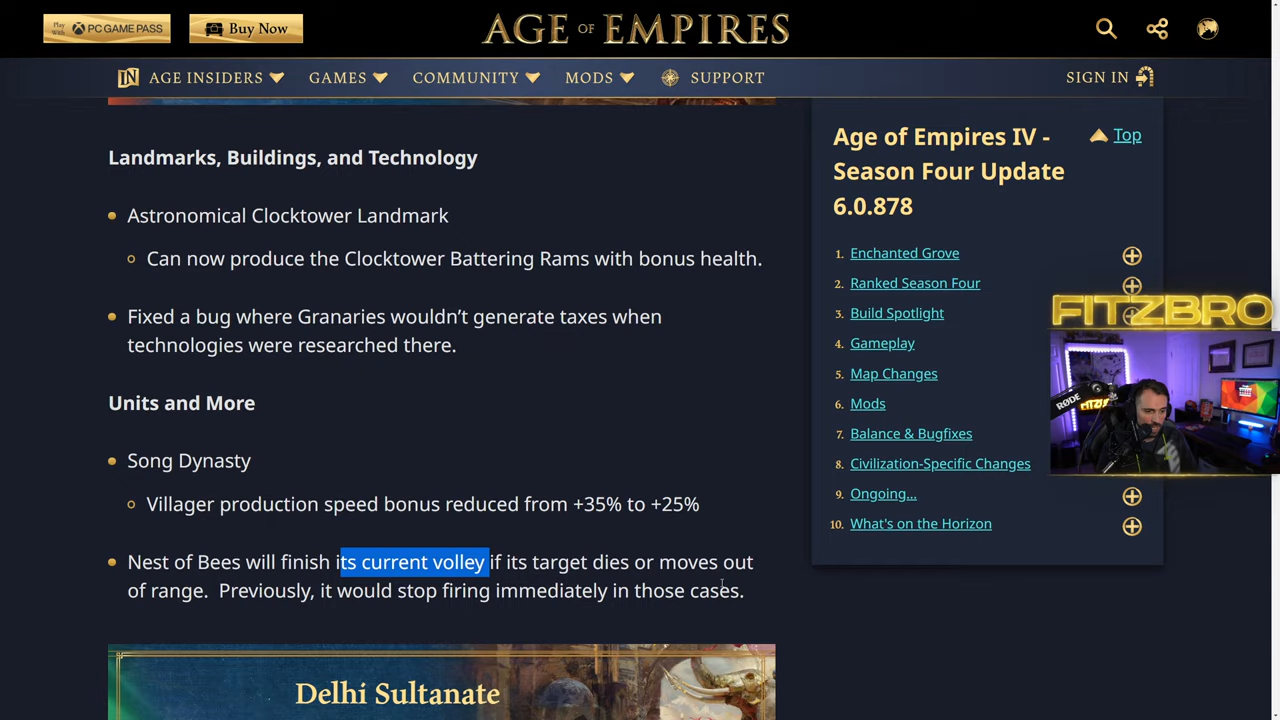 Play With PC GAME PASS
Buy Now
AGE OF EMPIRES
AGE INSIDERS
GAMES
COMMUNITY
MODS
SUPPORT
SIGN IN
Landmarks, Buildings, and Technology
Astronomical Clocktower Landmark
Can now produce the Clocktower Battering Rams with bonus health.
Fixed a bug where Granaries wouldn't generate taxes when
technologies were researched there.
Units and More
Song Dynasty
Villager production speed bonus reduced from +35% to +25%
Nest of Bees will finish its current volley if its target dies or moves out
of range.  Previously, it would stop firing immediately in those cases.
Delhi Sultanate
Age of Empires IV -
Season Four Update
6.0.878
Top
1. Enchanted Grove
2. Ranked Season Four
3. Build Spotlight
4. Gameplay
5. Map Changes
6. Mods
7. Balance & Bugfixes
8. Civilization-Specific Changes
9. Ongoing...
10. What's on the Horizon
FITZBRO
RØDE